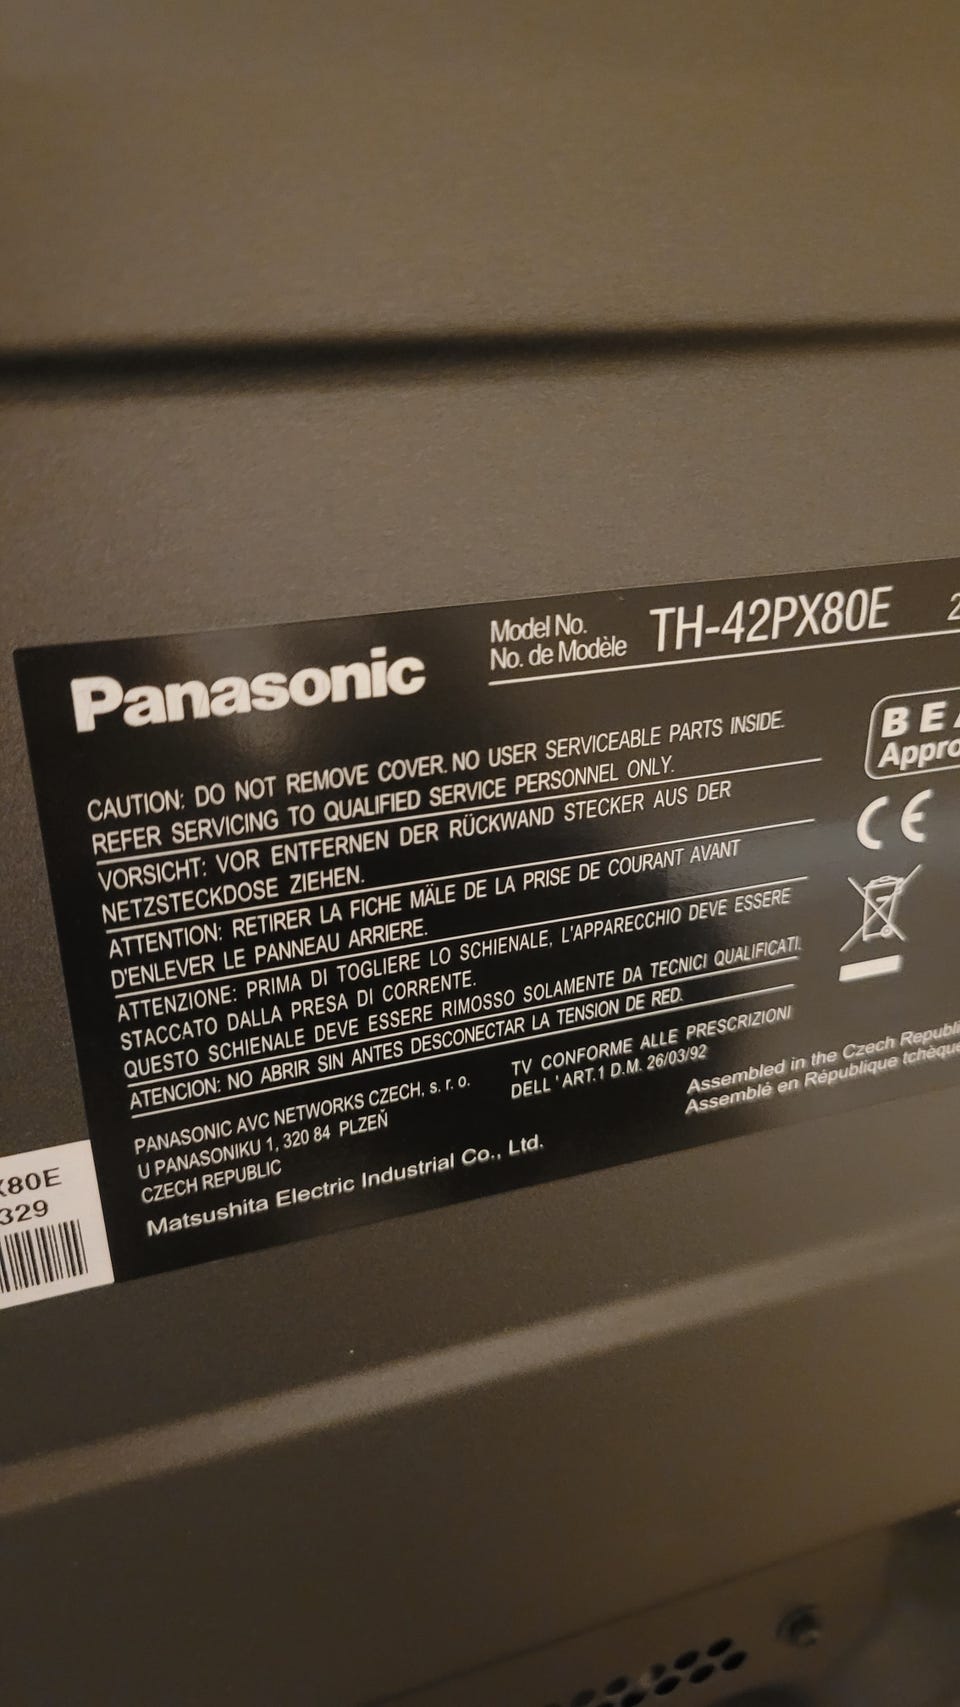 Panasonic
Model No.
No. de Modèle
TH-42PX80E
CAUTION: DO NOT REMOVE COVER. NO USER SERVICEABLE PARTS INSIDE.
REFER SERVICING TO QUALIFIED SERVICE PERSONNEL ONLY.
VORSICHT: VOR ENTFERNEN DER RÜCKWAND STECKER AUS DER
NETZSTECKDOSE ZIEHEN.
ATTENTION: RETIRER LA FICHE MÄLE DE LA PRISE DE COURANT AVANT
D'ENLEVER LE PANNEAU ARRIERE.
ATTENZIONE: PRIMA DI TOGLIERE LO SCHIENALE, L'APPARECCHIO DEVE ESSERE
STACCATO DALLA PRESA DI CORRENTE.
QUESTO SCHIENALE DEVE ESSERE RIMOSSO SOLAMENTE DA TECNICI QUALIFICATI.
ATENCION: NO ABRIR SIN ANTES DESCONECTAR LA TENSION DE RED.
PANASONIC AVC NETWORKS CZECH, s. r. o.
U PANASONIKU 1, 320 84 PLZEŇ
CZECH REPUBLIC
TV CONFORME ALLE PRESCRIZIONI
DELL ' ART.1 D.M. 26/03/92
Matsushita Electric Industrial Co., Ltd.
BEA
Appro
CE
Assembled in the Czech Republi
Assemblé en République tchèque
X80E
329